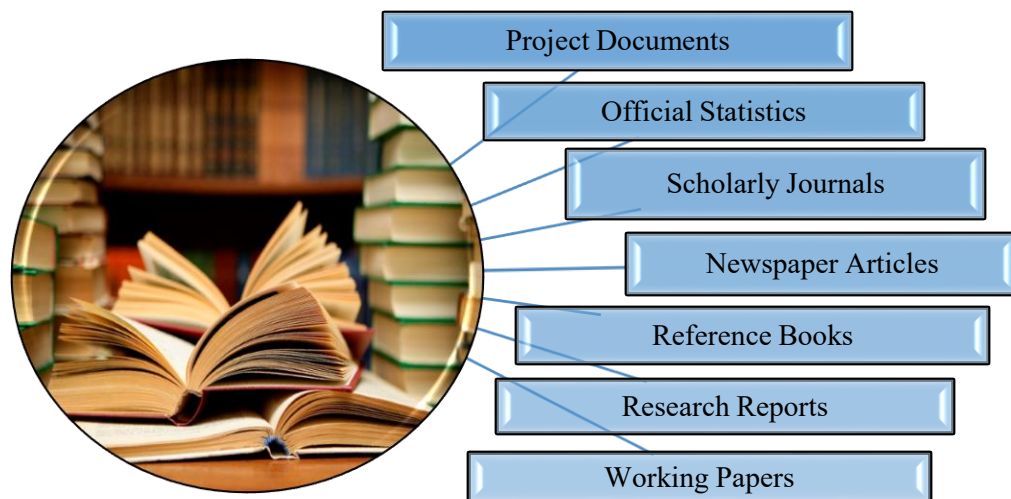 Project Documents
Official Statistics
Scholarly Journals
Newspaper Articles
Reference Books
Research Reports
Working Papers